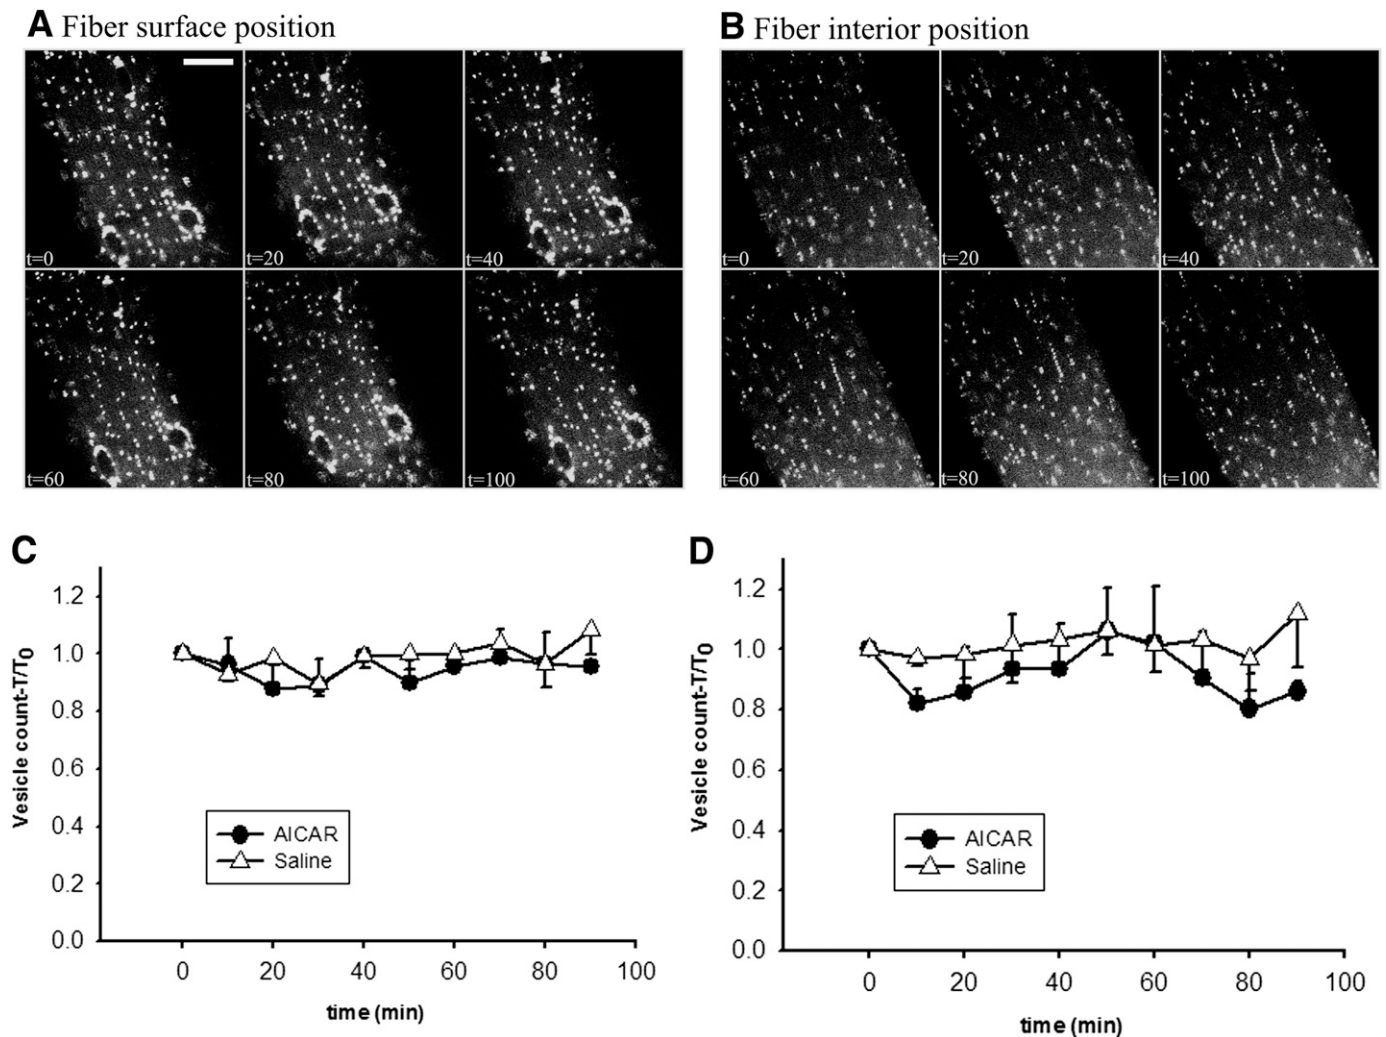 A Fiber surface position
t=0
t=20
t=40
t=60
t=80
t=100
B Fiber interior position
t=0
t=20
t=40
t=60
t=80
t=100
C
Vesicle count-T/T0
1.2
1.0
0.8
0.6
0.4
0.2
0.0
AICAR
Saline
0 20 40 60 80 100
time (min)
D
Vesicle count-T/T0
1.2
1.0
0.8
0.6
0.4
0.2
0.0
AICAR
Saline
0 20 40 60 80 100
time (min)